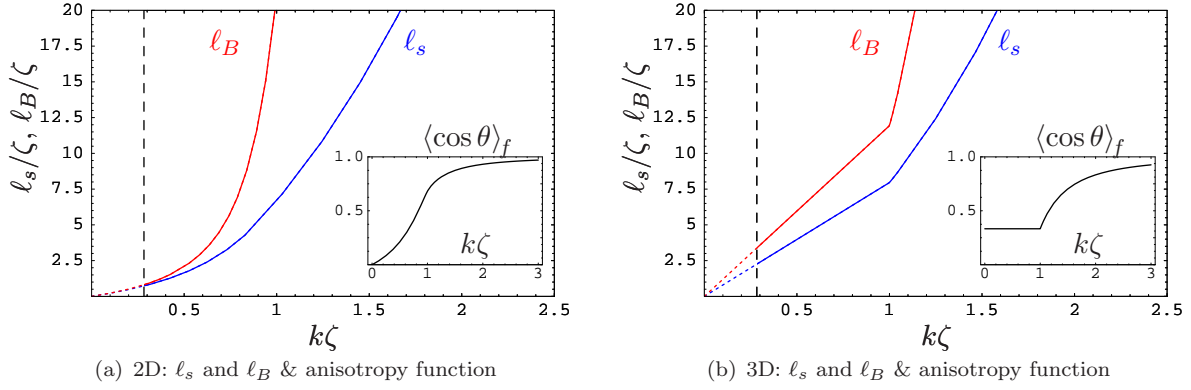 20
17.5
15
12.5
10
7.5
5
2.5
ℓs/ζ, ℓB/ζ
ℓB
ℓs
⟨cos θ⟩f
1.0
0.5
kζ
0 1 2 3
0.5 1 1.5 2 2.5
kζ
(a) 2D: ℓs and ℓB & anisotropy function
20
17.5
15
12.5
10
7.5
5
2.5
ℓs/ζ, ℓB/ζ
ℓB
ℓs
⟨cos θ⟩f
1.0
0.5
kζ
0 1 2 3
0.5 1 1.5 2 2.5
kζ
(b) 3D: ℓs and ℓB & anisotropy function